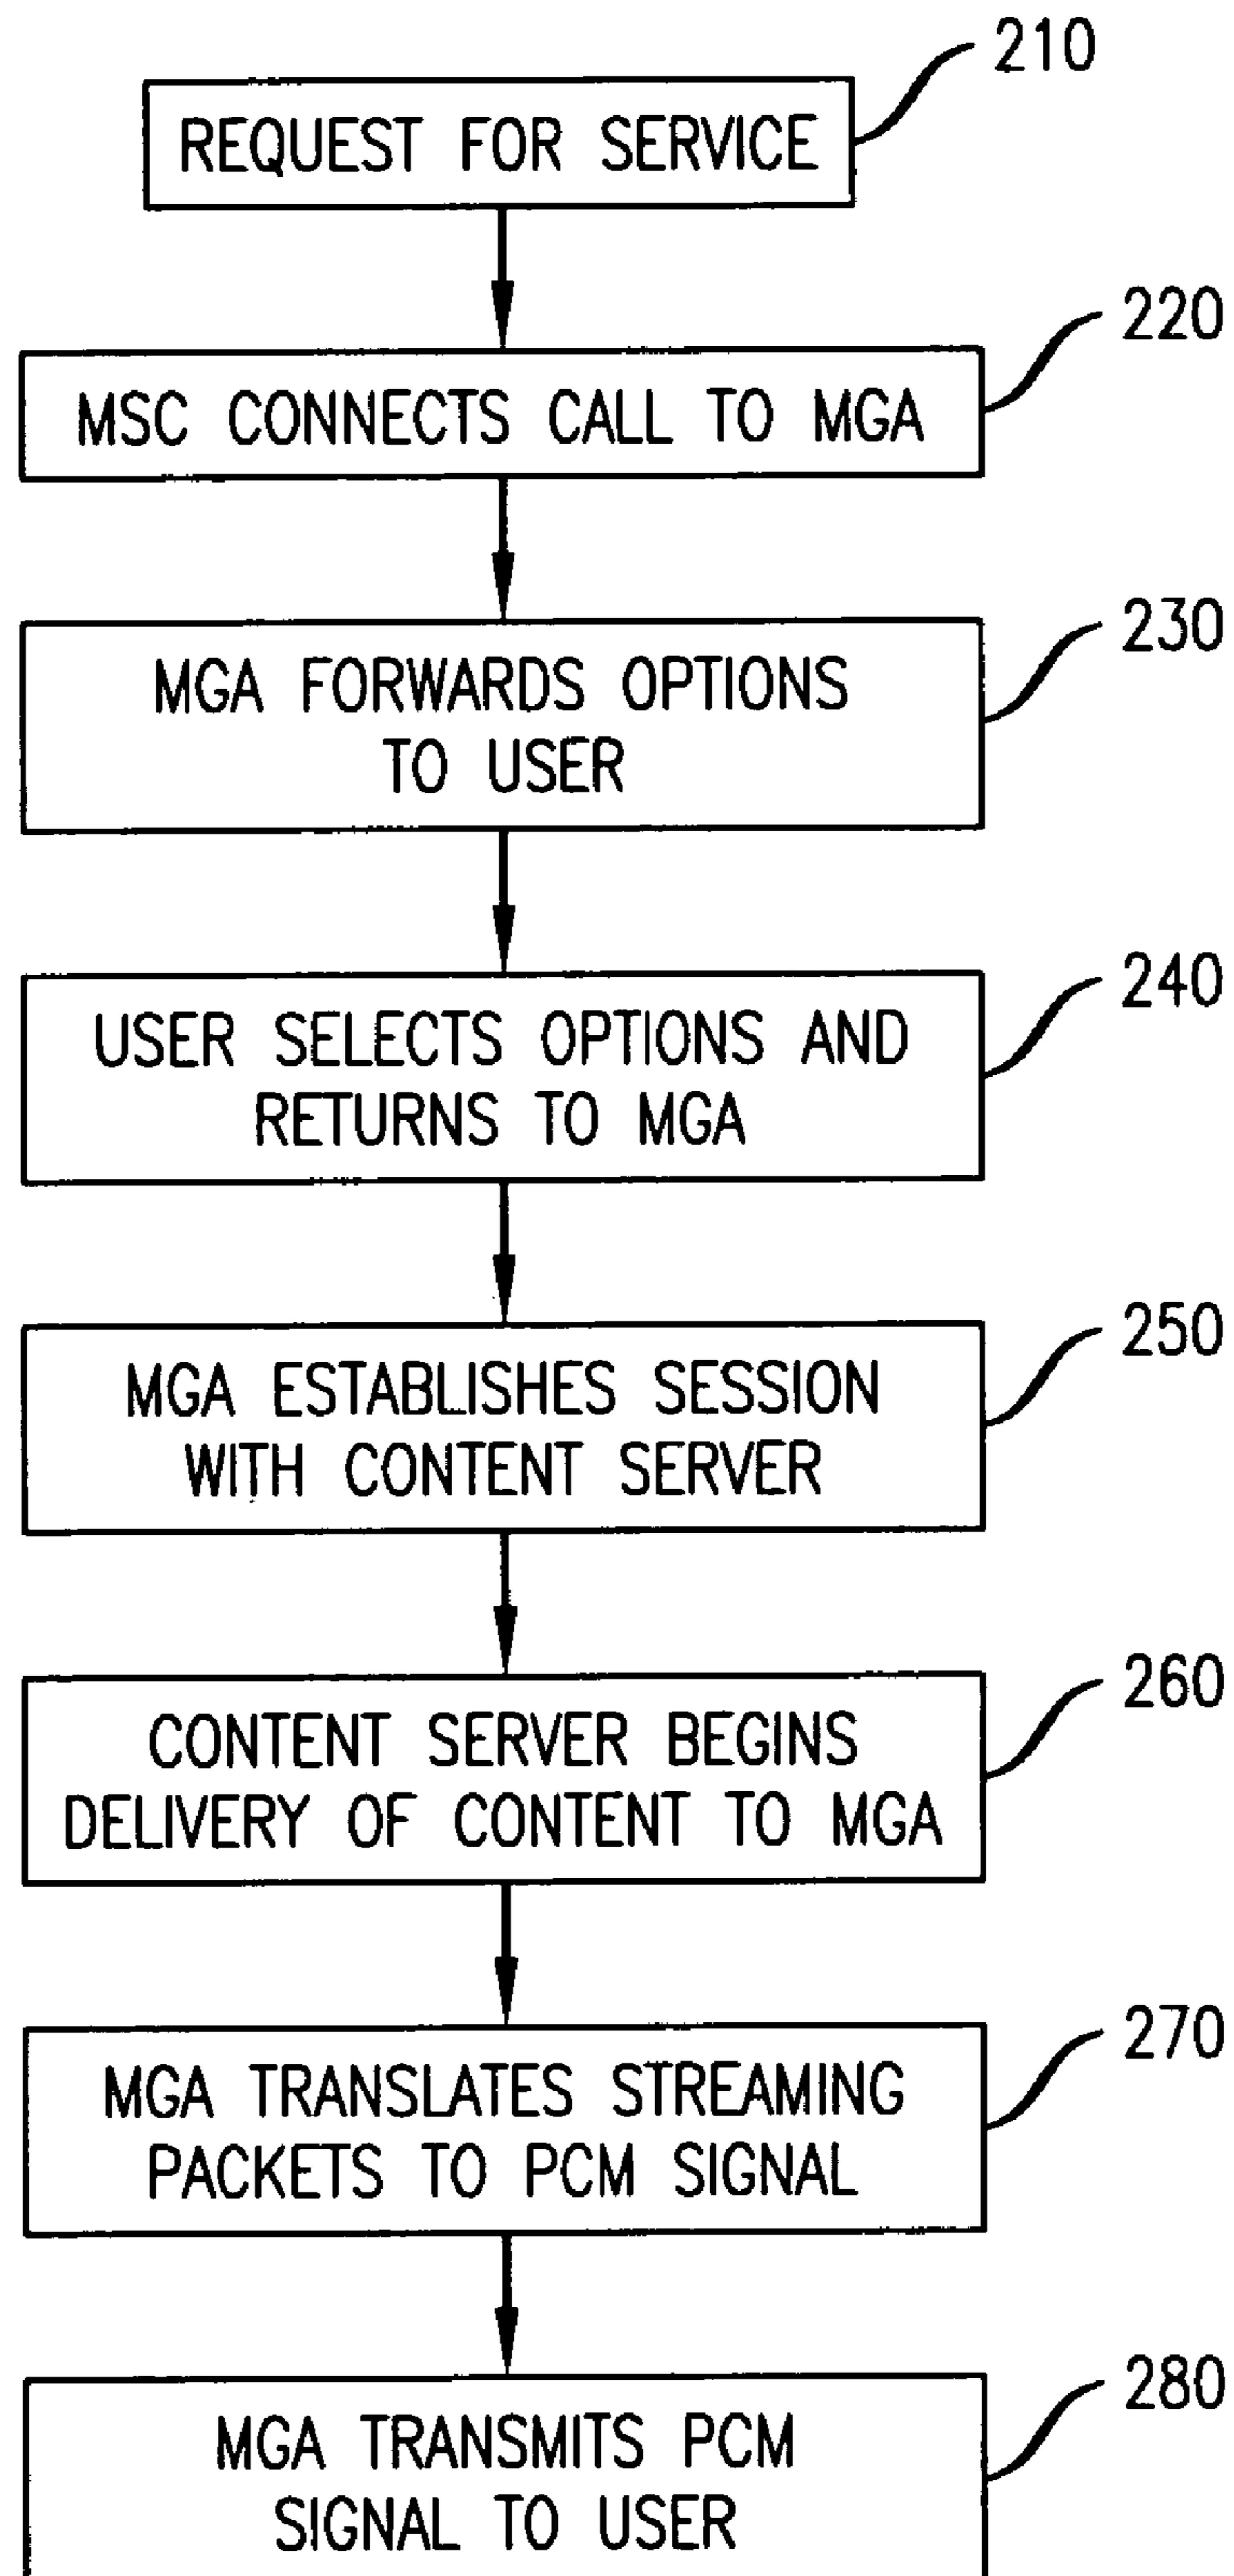 210
REQUEST FOR SERVICE
220
MSC CONNECTS CALL TO MGA
230
MGA FORWARDS OPTIONS
TO USER
240
USER SELECTS OPTIONS AND
RETURNS TO MGA
250
MGA ESTABLISHES SESSION
WITH CONTENT SERVER
260
CONTENT SERVER BEGINS
DELIVERY OF CONTENT TO MGA
270
MGA TRANSLATES STREAMING
PACKETS TO PCM SIGNAL
280
MGA TRANSMITS PCM
SIGNAL TO USER